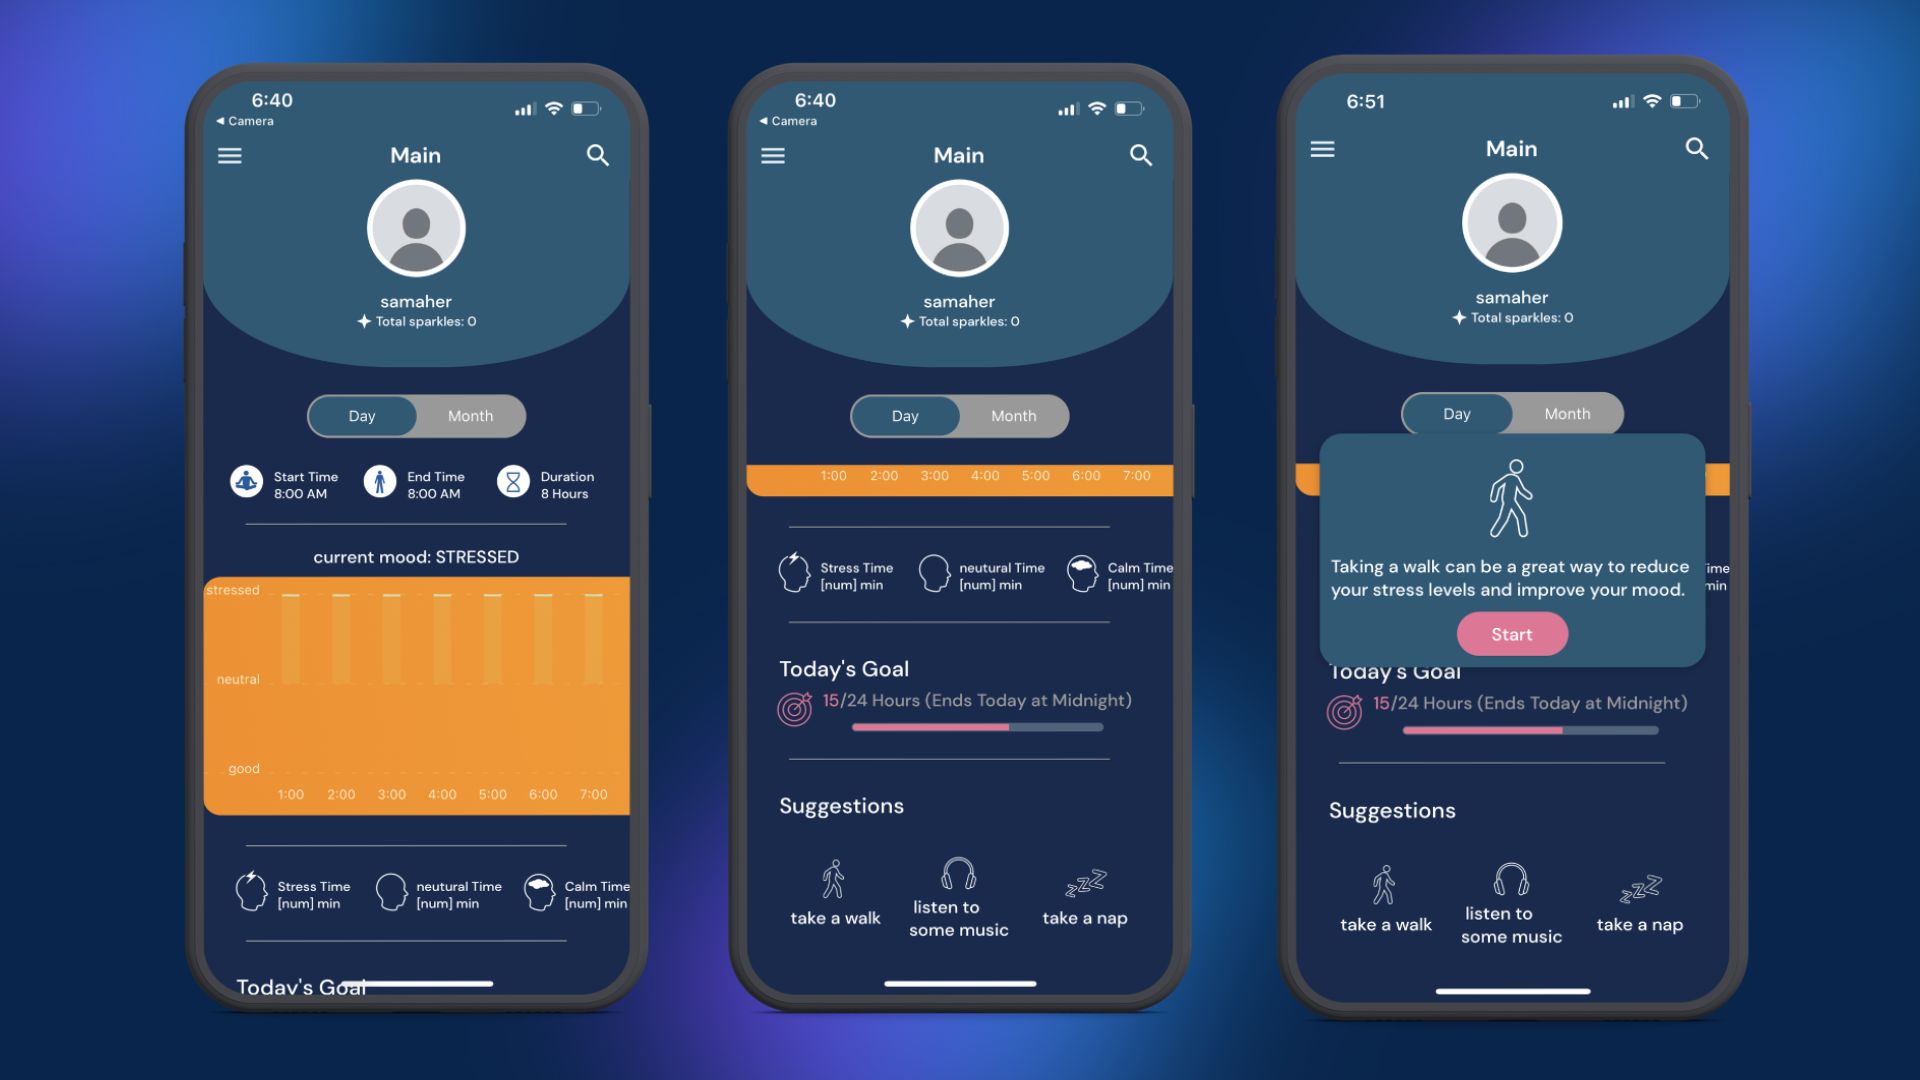 6:40
◀ Camera
Main
samaher
Total sparkles: 0
Day
Month
Start Time
8:00 AM
End Time
8:00 AM
Duration
8 Hours
current mood: STRESSED
stressed
neutral
good
1:00 2:00 3:00 4:00 5:00 6:00 7:00
Stress Time
[num] min
neutural Time
[num] min
Calm Time
[num] min
Today's Goal
6:40
◀ Camera
Main
samaher
Total sparkles: 0
Day
Month
1:00 2:00 3:00 4:00 5:00 6:00 7:00
Stress Time
[num] min
neutural Time
[num] min
Calm Time
[num] min
Today's Goal
15/24 Hours (Ends Today at Midnight)
Suggestions
take a walk
listen to
some music
zzz
take a nap
6:51
Main
samaher
Total sparkles: 0
Day
Month
Taking a walk can be a great way to reduce
your stress levels and improve your mood.
Start
ime
min
Today's Goal
15/24 Hours (Ends Today at Midnight)
Suggestions
take a walk
listen to
some music
zzz
take a nap